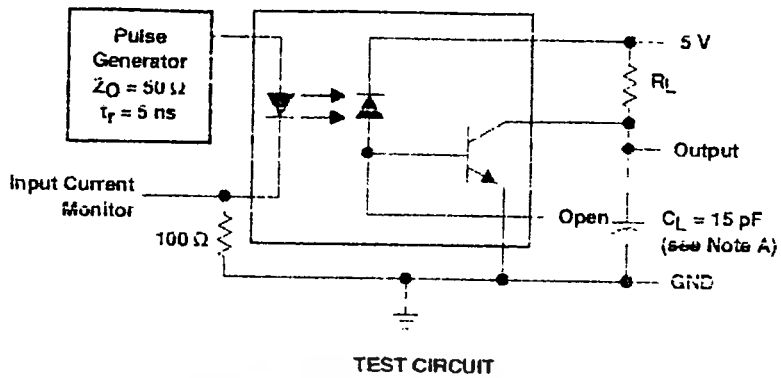 Pulse
Generator
ZO = 50 Ω
tr = 5 ns
5 V
RL
Output
Input Current
Monitor
100 Ω
Open
CL = 15 pF
(see Note A)
GND
TEST CIRCUIT